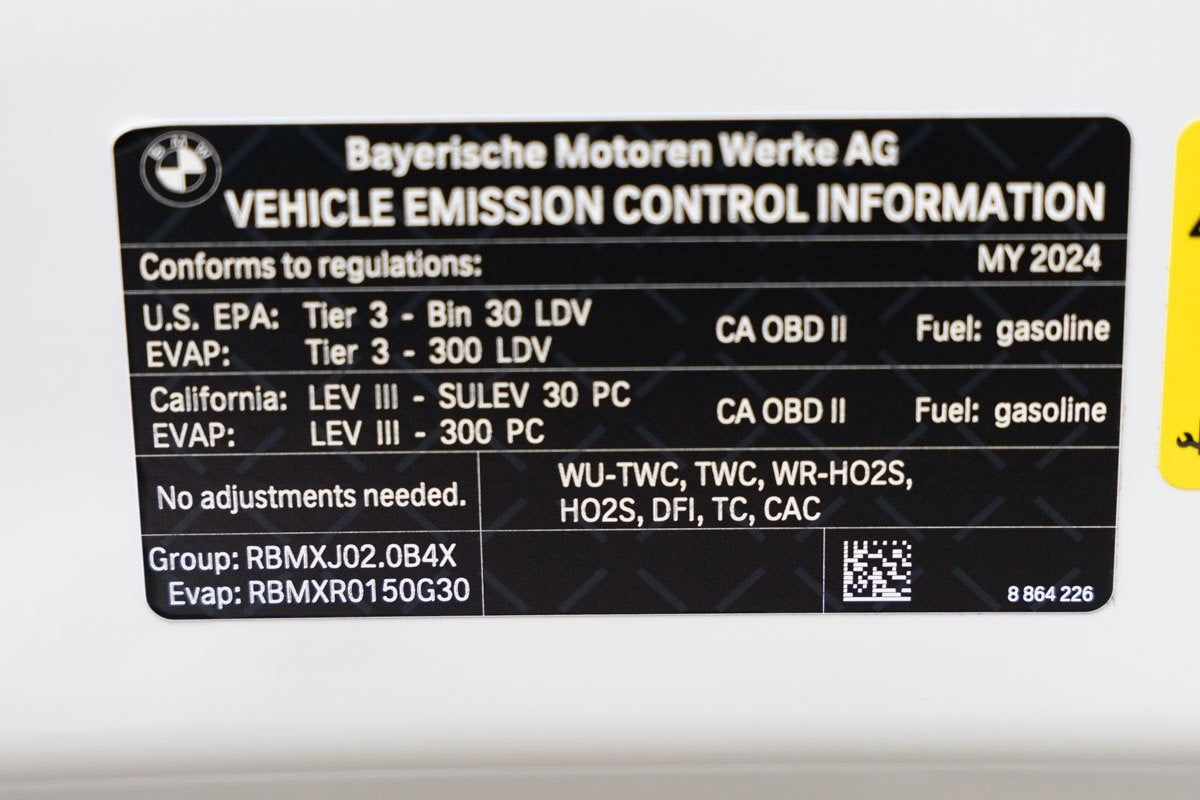 BMW
Bayerische Motoren Werke AG
VEHICLE EMISSION CONTROL INFORMATION
Conforms to regulations: MY 2024
U.S. EPA: Tier 3 - Bin 30 LDV CA OBD II Fuel: gasoline
EVAP: Tier 3 - 300 LDV
California: LEV III - SULEV 30 PC CA OBD II Fuel: gasoline
EVAP: LEV III - 300 PC
No adjustments needed.
WU-TWC, TWC, WR-HO2S,
HO2S, DFI, TC, CAC
Group: RBMXJ02.0B4X
Evap: RBMXR0150G30
8 864 226